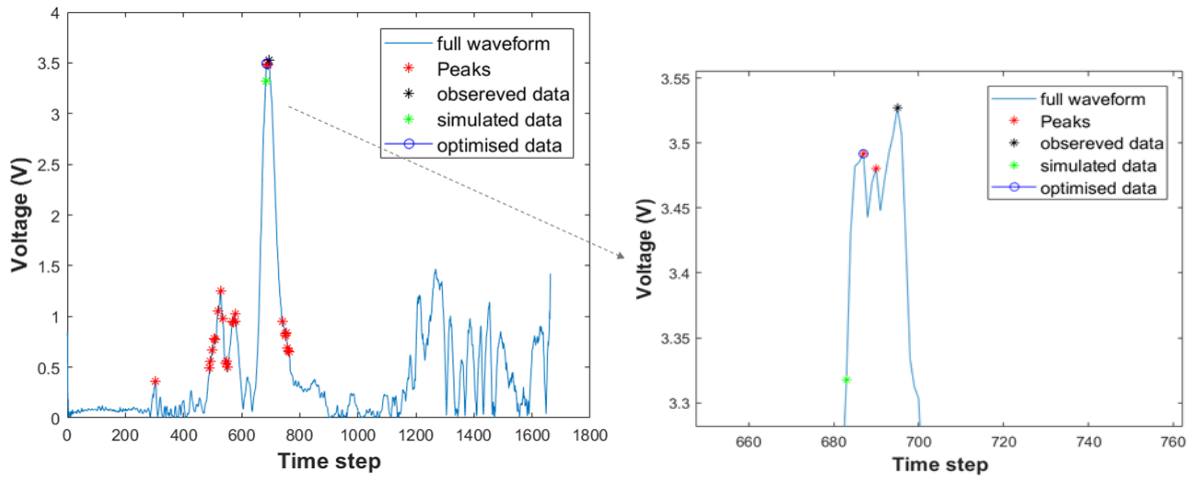 4
3.5
3
2.5
2
1.5
1
0.5
0
Voltage (V)
0 200 400 600 800 1000 1200 1400 1600 1800
Time step
full waveform
Peaks
obsereved data
simulated data
optimised data
3.55
3.5
3.45
3.4
3.35
3.3
Voltage (V)
660 680 700 720 740 760
Time step
full waveform
Peaks
obsereved data
simulated data
optimised data